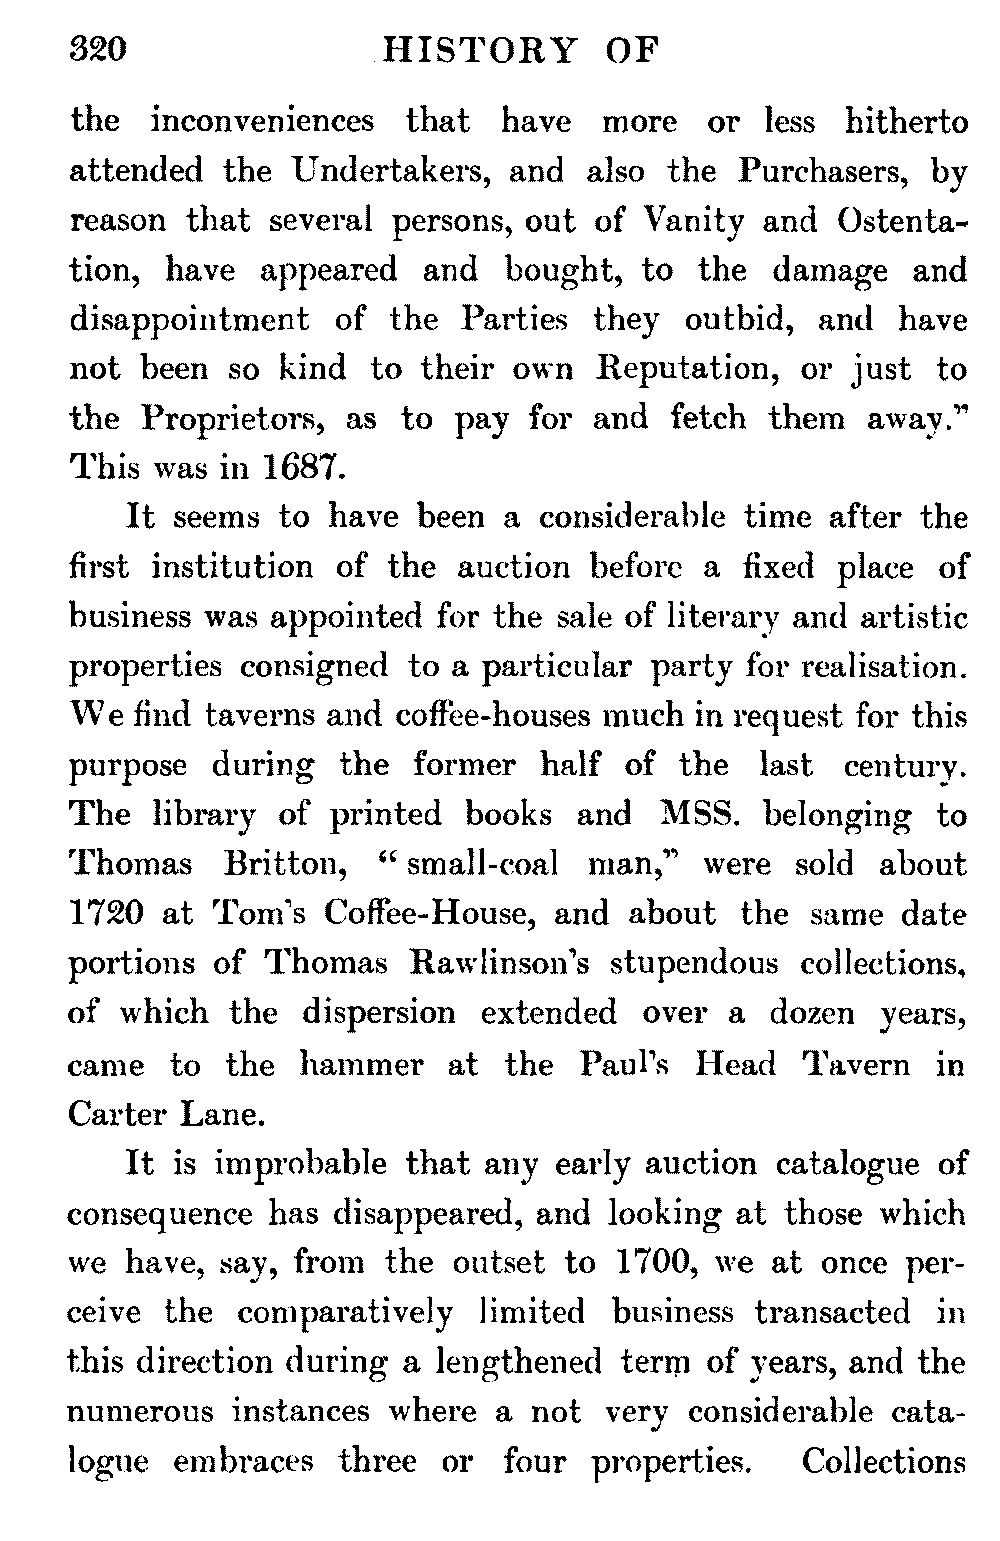 320 HISTORY OF
the inconveniences that have more or less hitherto
attended the Undertakers, and also the Purchasers, by
reason that several persons, out of Vanity and Ostenta-
tion, have appeared and bought, to the damage and
disappointment of the Parties they outbid, and have
not been so kind to their own Reputation, or just to
the Proprietors, as to pay for and fetch them away.”
This was in 1687.
It seems to have been a considerable time after the
first institution of the auction before a fixed place of
business was appointed for the sale of literary and artistic
properties consigned to a particular party for realisation.
We find taverns and coffee-houses much in request for this
purpose during the former half of the last century.
The library of printed books and MSS. belonging to
Thomas Britton, “small-coal man,” were sold about
1720 at Tom's Coffee-House, and about the same date
portions of Thomas Rawlinson's stupendous collections,
of which the dispersion extended over a dozen years,
came to the hammer at the Paul's Head Tavern in
Carter Lane.
It is improbable that any early auction catalogue of
consequence has disappeared, and looking at those which
we have, say, from the outset to 1700, we at once per-
ceive the comparatively limited business transacted in
this direction during a lengthened term of years, and the
numerous instances where a not very considerable cata-
logue embraces three or four properties. Collections